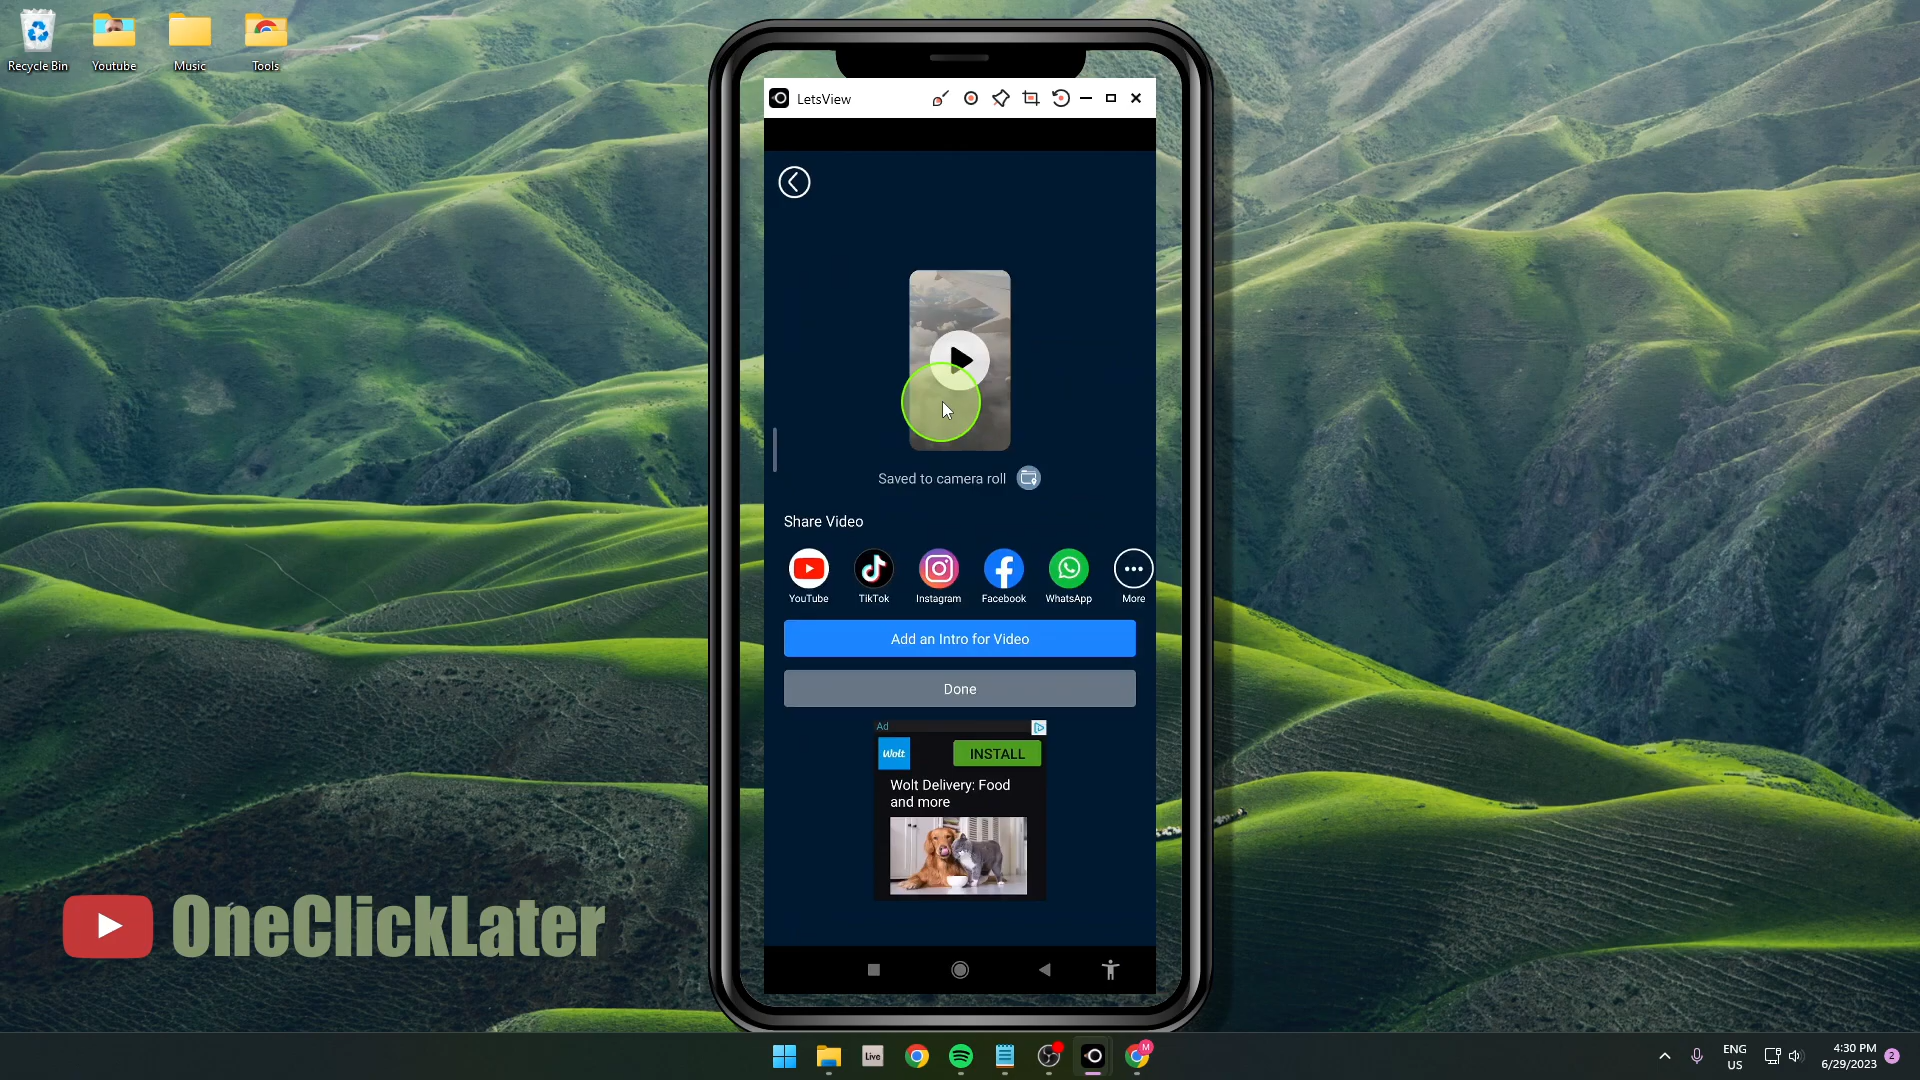 Recycle Bin
Youtube
Music
Tools
LetsView
Saved to camera roll
Share Video
YouTube
TikTok
Instagram
Facebook
WhatsApp
More
Add an Intro for Video
Done
Ad
Wolt
INSTALL
Wolt Delivery: Food
and more
OneClickLater
Live
M
ENG
US
4:30 PM
6/29/2023
2